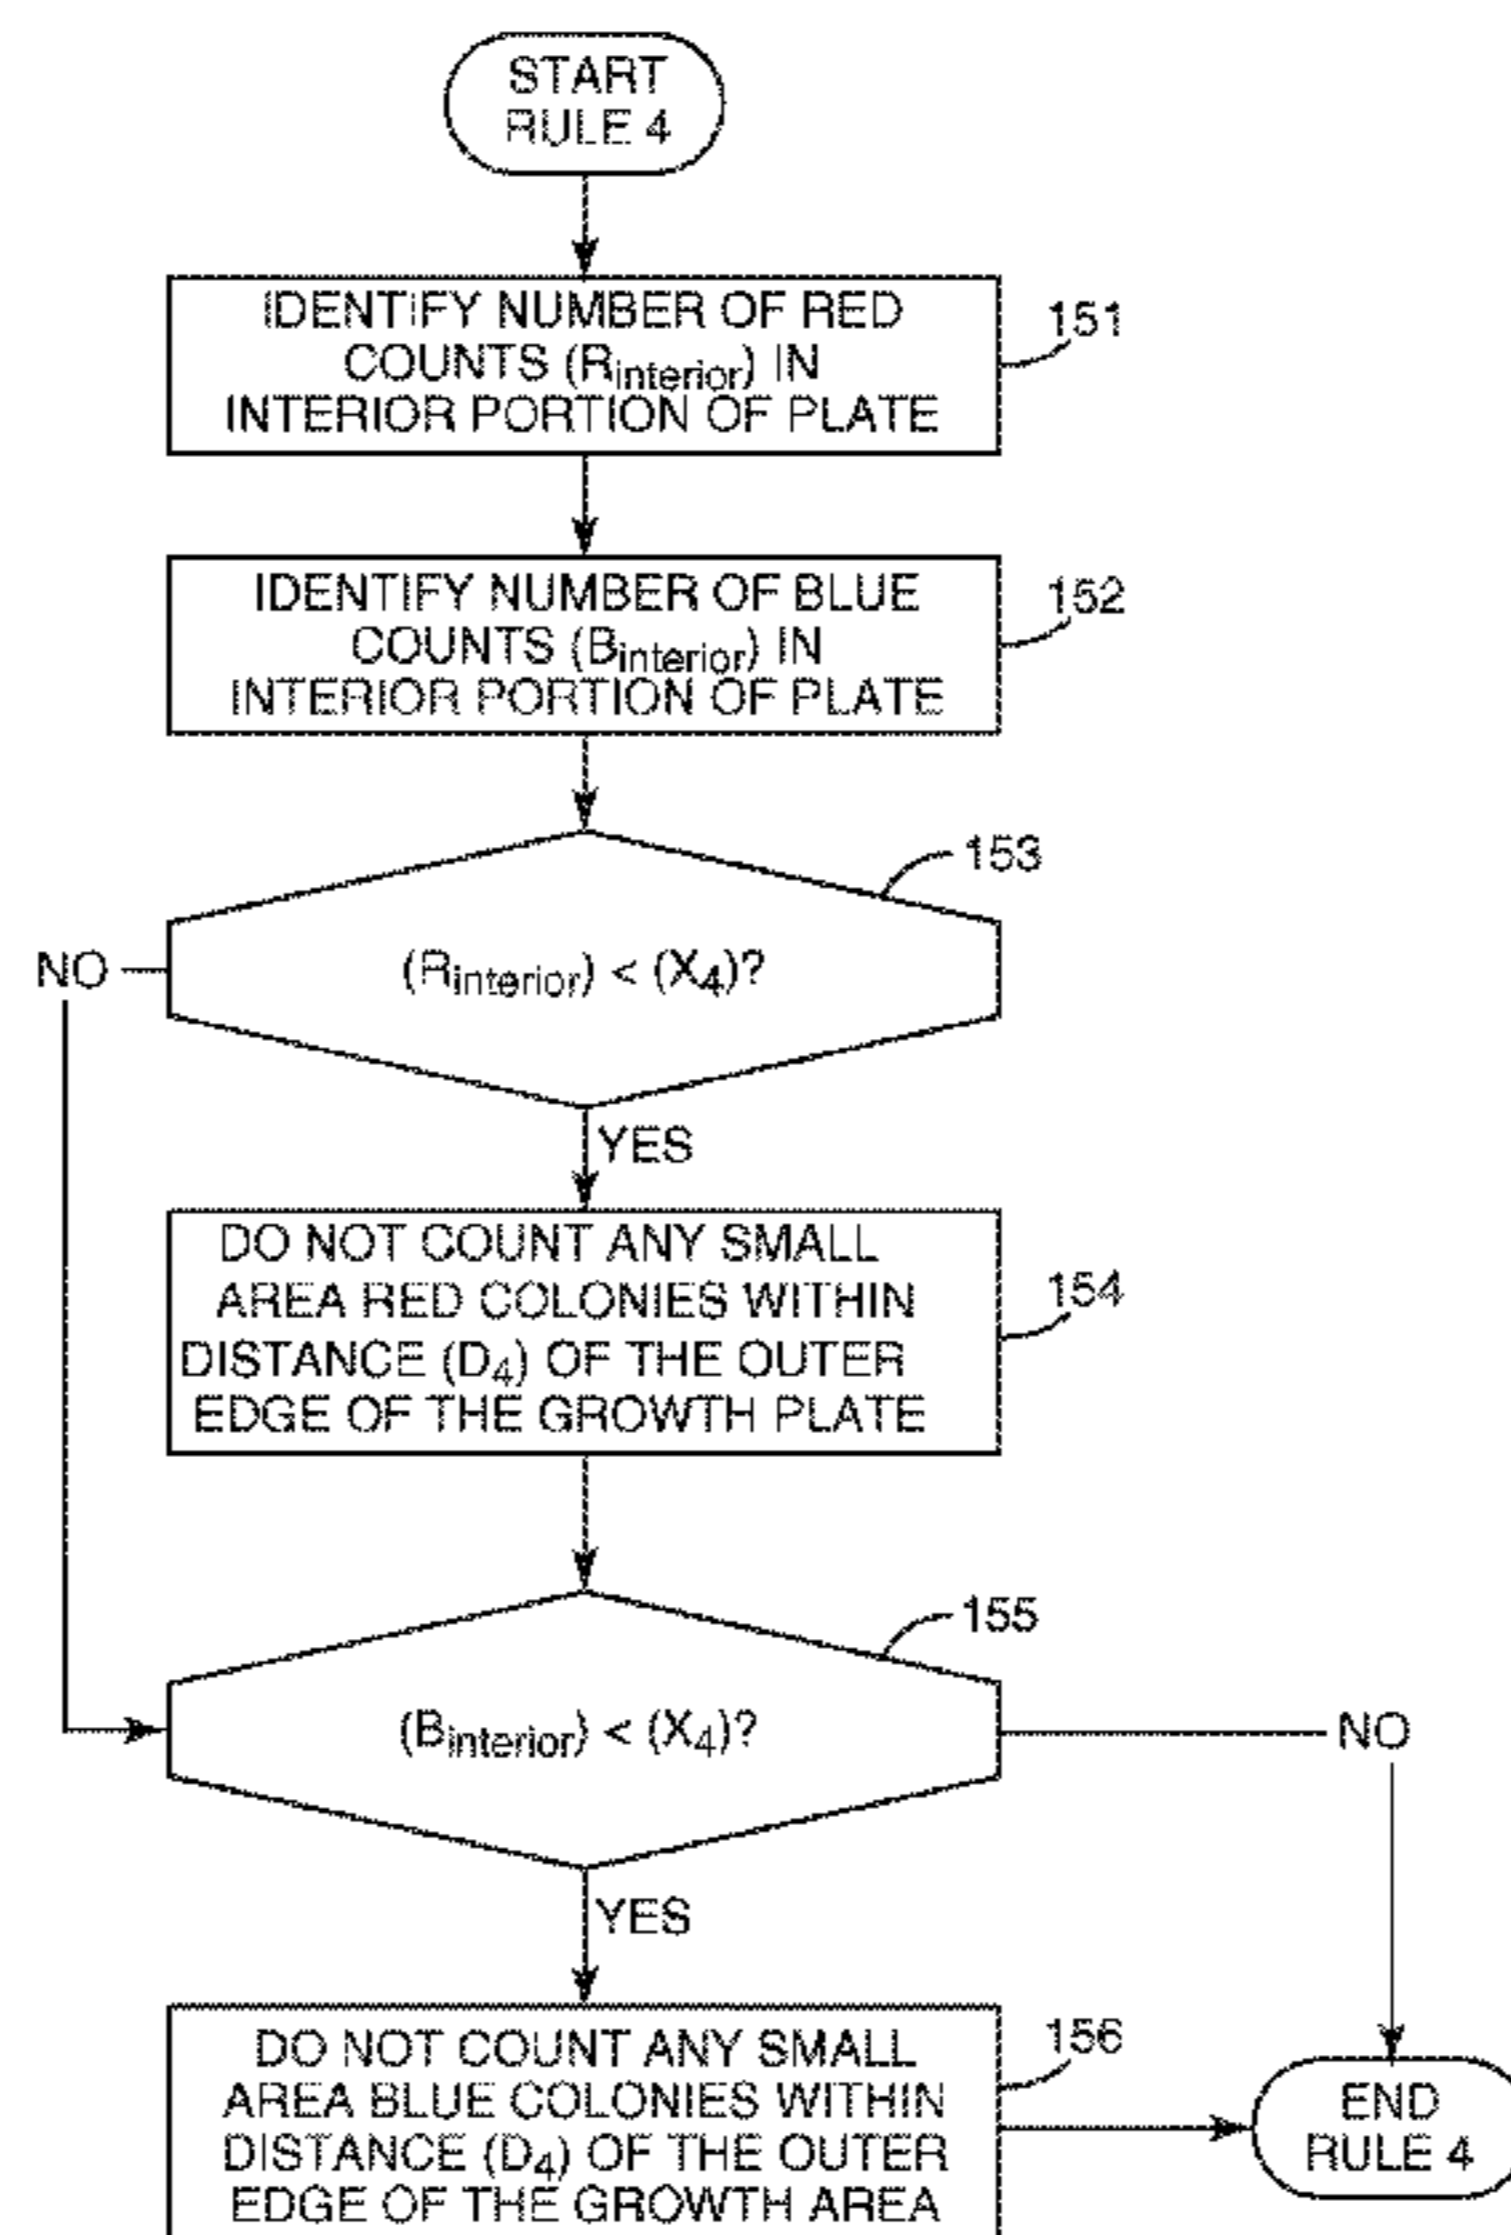 START
RULE 4
IDENTIFY NUMBER OF RED
COUNTS (Rinterior) IN
INTERIOR PORTION OF PLATE
151
IDENTIFY NUMBER OF BLUE
COUNTS (Binterior) IN
INTERIOR PORTION OF PLATE
152
153
NO
(Rinterior) < (X4)?
YES
DO NOT COUNT ANY SMALL
AREA RED COLONIES WITHIN
DISTANCE (D4) OF THE OUTER
EDGE OF THE GROWTH PLATE
154
155
(Binterior) < (X4)?
NO
YES
DO NOT COUNT ANY SMALL
AREA BLUE COLONIES WITHIN
DISTANCE (D4) OF THE OUTER
EDGE OF THE GROWTH AREA
156
END
RULE 4